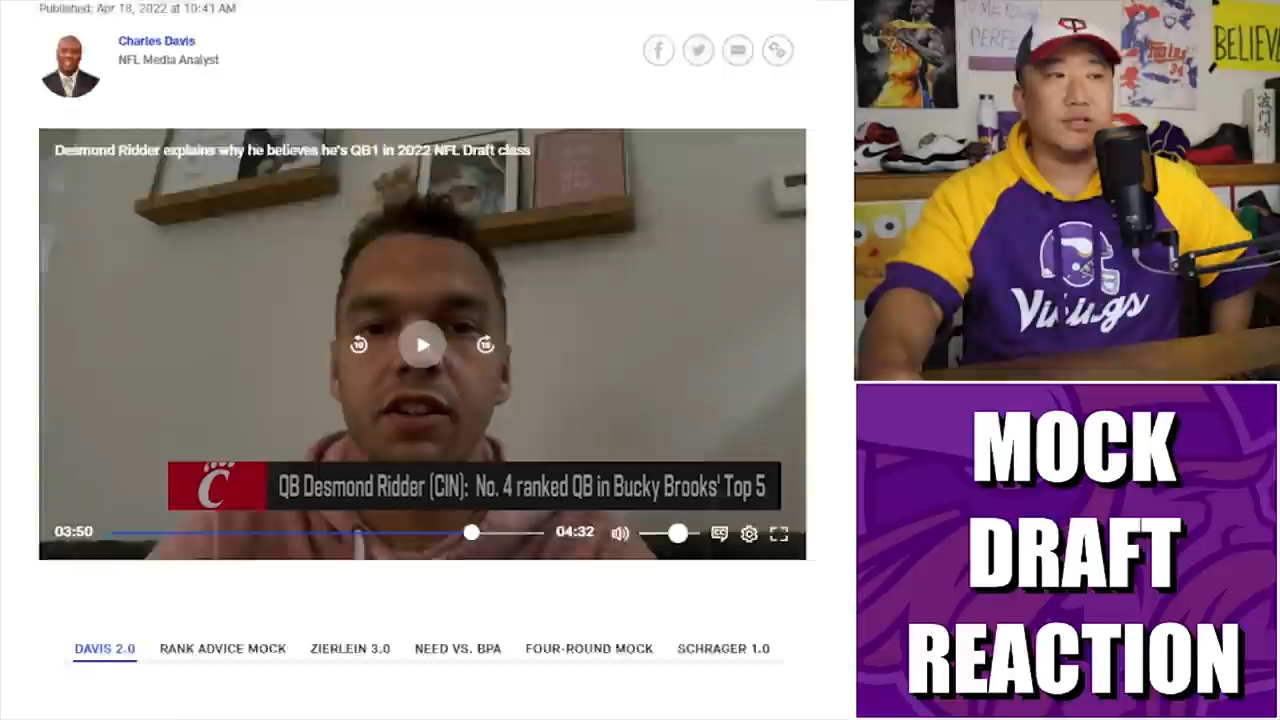 Published: Apr 18, 2022 at 10:41 AM
Charles Davis
NFL Media Analyst
Desmond Ridder explains why he believes he's QB1 in 2022 NFL Draft class
10
15
C
QB Desmond Ridder (CIN): No. 4 ranked QB in Bucky Brooks' Top 5
03:50
04:32
DAVIS 2.0
RANK ADVICE MOCK
ZIERLEIN 3.0
NEED VS. BPA
FOUR-ROUND MOCK
SCHRAGER 1.0
BELIEVE
Vikings
MOCK
DRAFT
REACTION